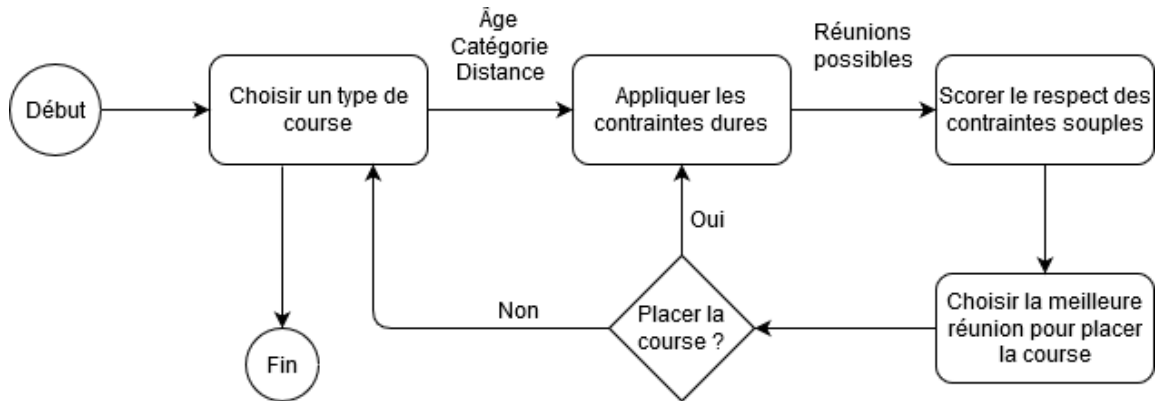 Début
Choisir un type de
course
Âge
Catégorie
Distance
Appliquer les
contraintes dures
Réunions
possibles
Scorer le respect des
contraintes souples
Oui
Non
Placer la
course ?
Choisir la meilleure
réunion pour placer
la course
Fin